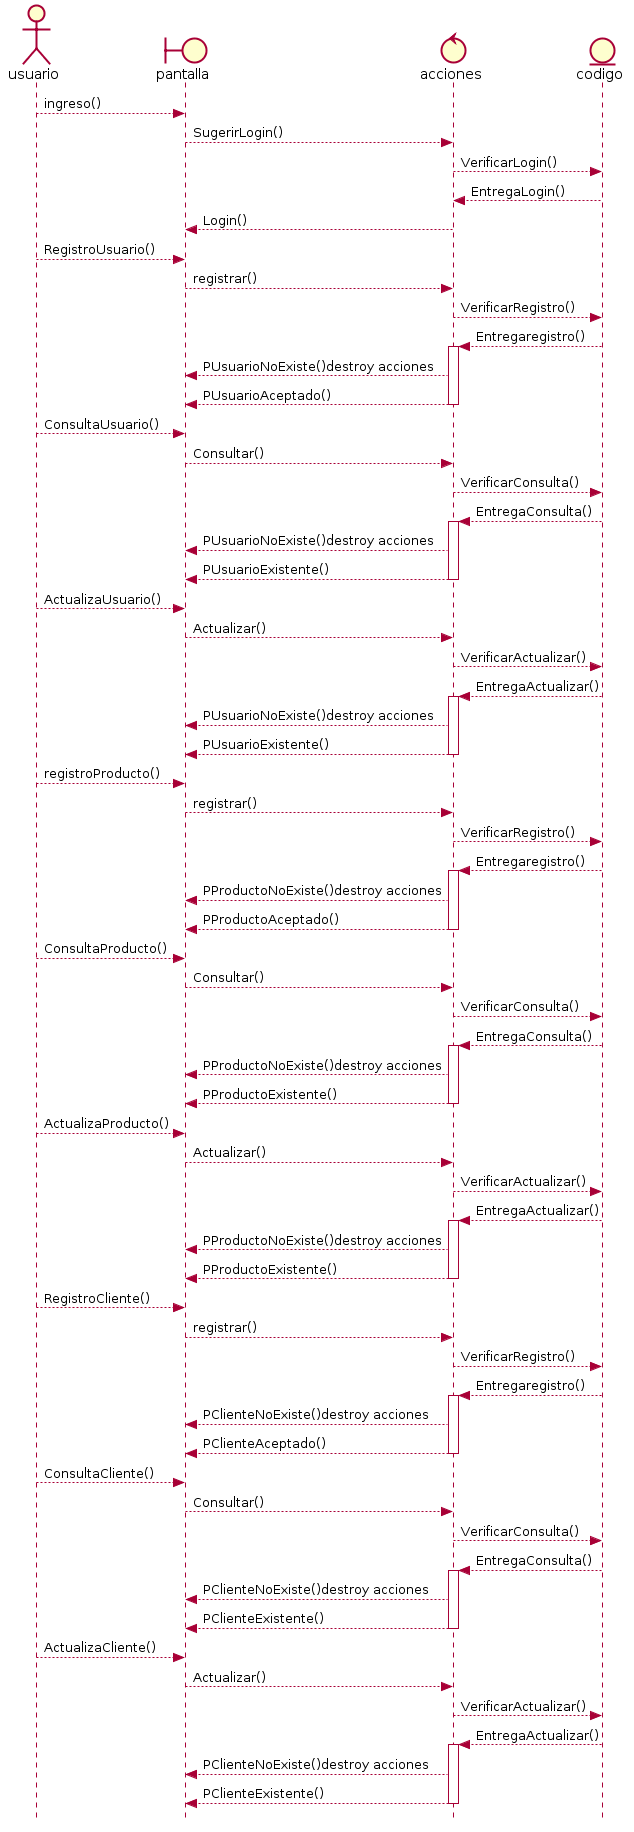 usuario pantalla acciones codigo
ingreso()
SugerirLogin()
VerificarLogin()
EntregaLogin()
Login()
RegistroUsuario()
registrar()
VerificarRegistro()
Entregaregistro()
PUsuarioNoExiste()destroy acciones
PUsuarioAceptado()
ConsultaUsuario()
Consultar()
VerificarConsulta()
EntregaConsulta()
PUsuarioNoExiste()destroy acciones
PUsuarioExistente()
ActualizaUsuario()
Actualizar()
VerificarActualizar()
EntregaActualizar()
PUsuarioNoExiste()destroy acciones
PUsuarioExistente()
registroProducto()
registrar()
VerificarRegistro()
Entregaregistro()
PProductoNoExiste()destroy acciones
PProductoAceptado()
ConsultaProducto()
Consultar()
VerificarConsulta()
EntregaConsulta()
PProductoNoExiste()destroy acciones
PProductoExistente()
ActualizaProducto()
Actualizar()
VerificarActualizar()
EntregaActualizar()
PProductoNoExiste()destroy acciones
PProductoExistente()
RegistroCliente()
registrar()
VerificarRegistro()
Entregaregistro()
PClienteNoExiste()destroy acciones
PClienteAceptado()
ConsultaCliente()
Consultar()
VerificarConsulta()
EntregaConsulta()
PClienteNoExiste()destroy acciones
PClienteExistente()
ActualizaCliente()
Actualizar()
VerificarActualizar()
EntregaActualizar()
PClienteNoExiste()destroy acciones
PClienteExistente()